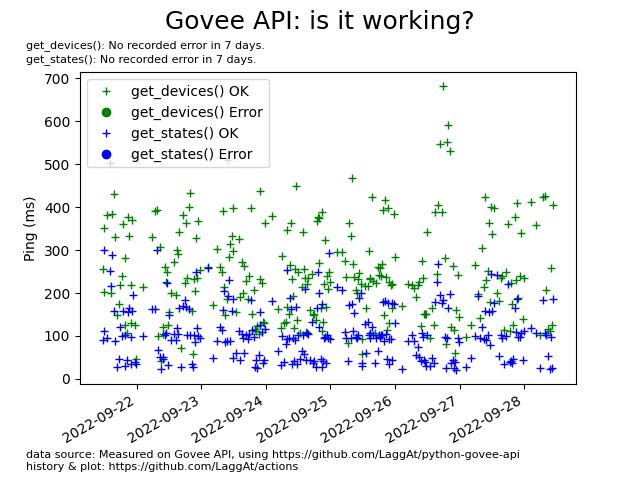 Govee API: is it working?
get_devices(): No recorded error in 7 days.
get_states(): No recorded error in 7 days.
700
600
500
400
300
200
100
0
Ping (ms)
get_devices() OK
get_devices() Error
get_states() OK
get_states() Error
2022-09-22
2022-09-23
2022-09-24
2022-09-25
2022-09-26
2022-09-27
2022-09-28
data source: Measured on Govee API, using https://github.com/LaggAt/python-govee-api
history & plot: https://github.com/LaggAt/actions